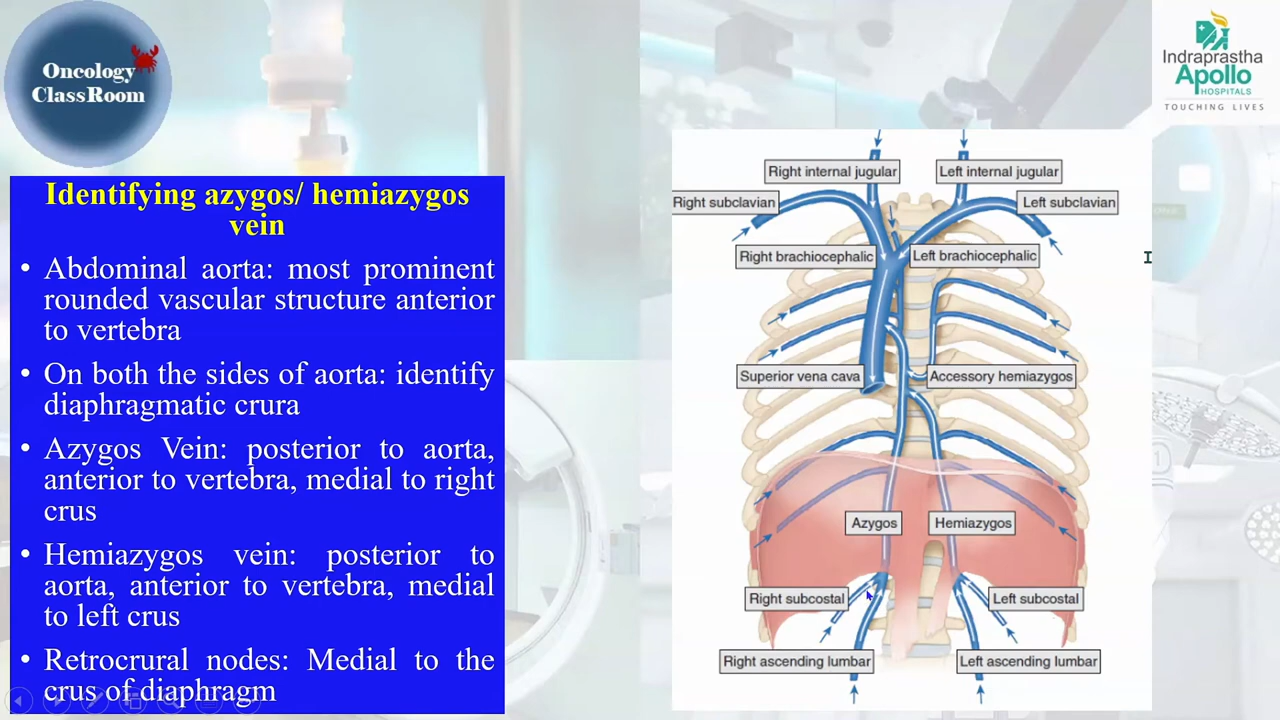 Oncology
ClassRoom
Indraprastha
Apollo
HOSPITALS
TOUCHING LIVES
Identifying azygos/ hemiazygos
vein
• Abdominal aorta: most prominent
rounded vascular structure anterior
to vertebra
• On both the sides of aorta: identify
diaphragmatic crura
• Azygos Vein: posterior to aorta,
anterior to vertebra, medial to right
crus
• Hemiazygos vein: posterior to
aorta, anterior to vertebra, medial
to left crus
• Retrocrural nodes: Medial to the
crus of diaphragm
Right internal jugular
Left internal jugular
Right subclavian
Left subclavian
Right brachiocephalic
Left brachiocephalic
Superior vena cava
Accessory hemiazygos
Azygos
Hemiazygos
Right subcostal
Left subcostal
Right ascending lumbar
Left ascending lumbar